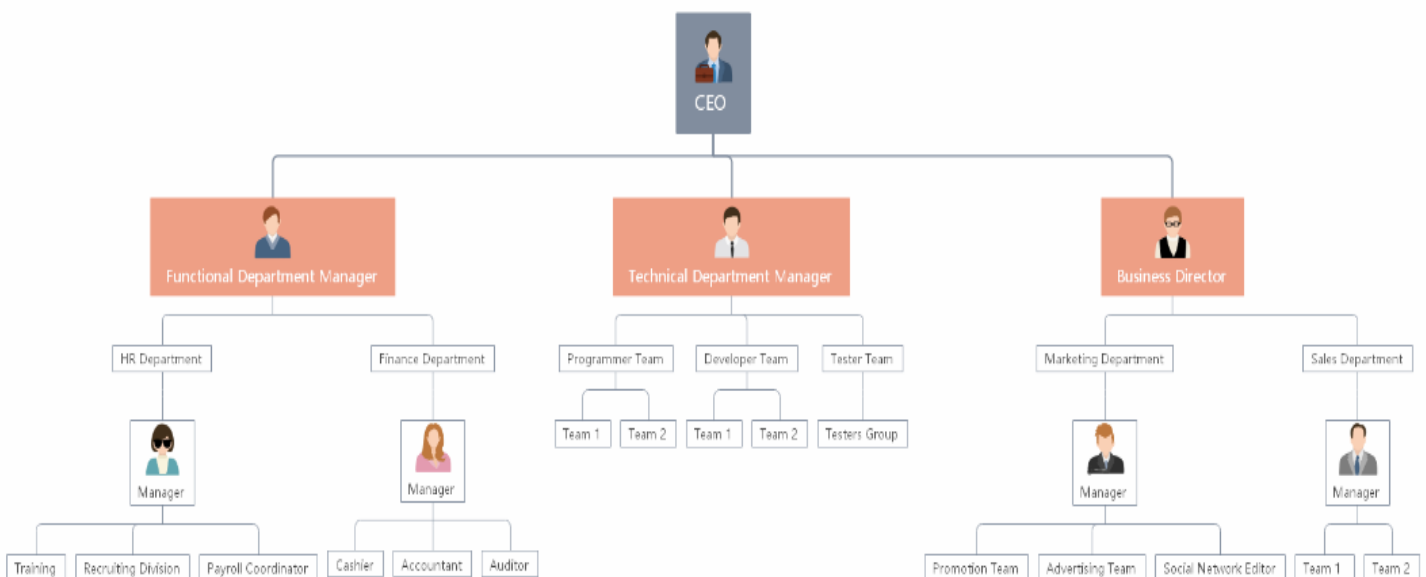 CEO
Functional Department Manager
Technical Department Manager
Business Director
HR Department
Finance Department
Programmer Team
Developer Team
Tester Team
Marketing Department
Sales Department
Team 1
Team 2
Team 1
Team 2
Testers Group
Manager
Manager
Manager
Manager
Training
Recruiting Division
Payroll Coordinator
Cashier
Accountant
Auditor
Promotion Team
Advertising Team
Social Network Editor
Team 1
Team 2